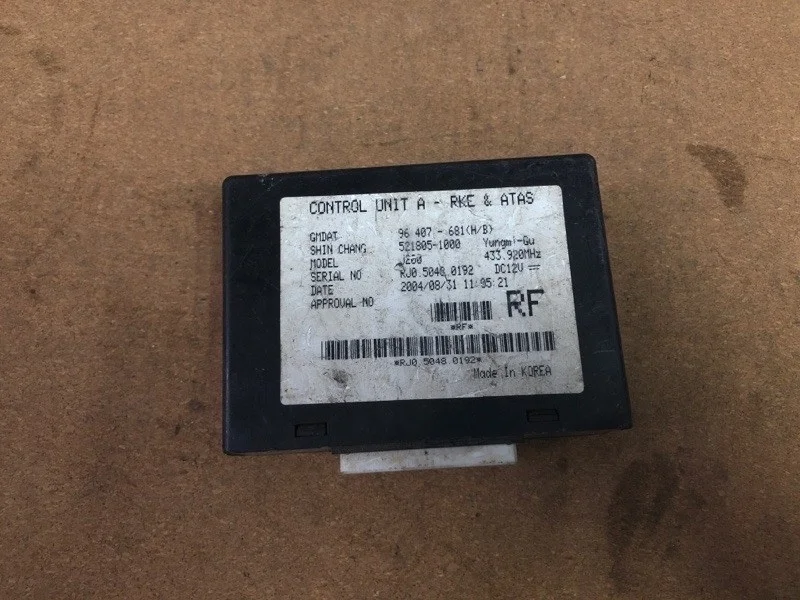 CONTROL UNIT A - RKE & ATAS
GMDAT 96 407 - 681(H/B)
SHIN CHANG 521805-1000 Yungmi-Gu
MODEL J200 433.920MHz
SERIAL NO RJ0 5048 0192 DC12V
DATE 2004/08/31 11:05:21
APPROVAL NO
RF
*RF*
*RJ0 5048 0192*
Made In KOREA